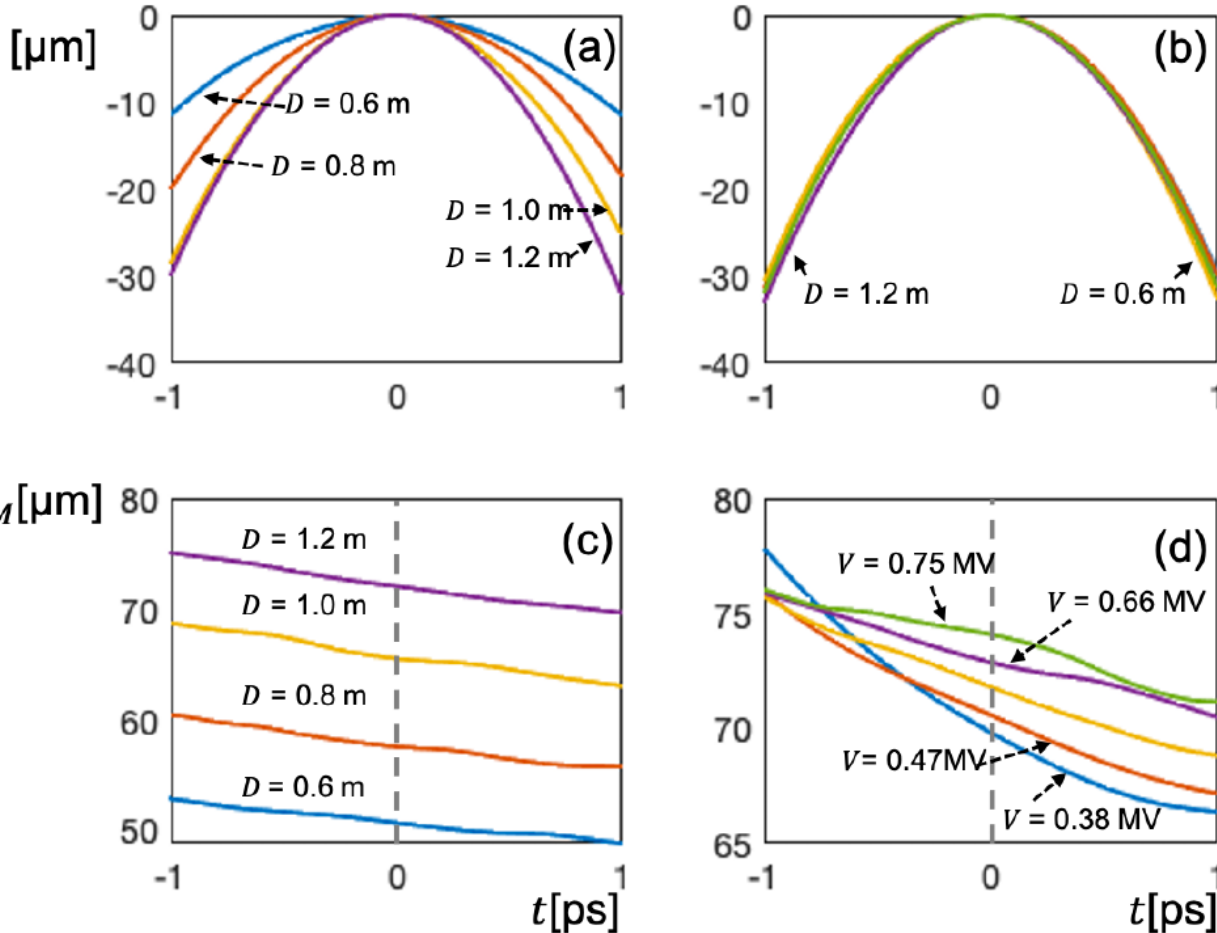 [µm]
0
-10
-20
-30
-40
(a)
D = 0.6 m
D = 0.8 m
D = 1.0 m
D = 1.2 m
-1 0 1
0
-10
-20
-30
-40
(b)
D = 1.2 m
D = 0.6 m
-1 0 1
M[µm]
80
70
60
50
(c)
D = 1.2 m
D = 1.0 m
D = 0.8 m
D = 0.6 m
-1 0 1
t[ps]
80
75
70
65
(d)
V = 0.75 MV
V = 0.66 MV
V = 0.47MV
V = 0.38 MV
-1 0 1
t[ps]